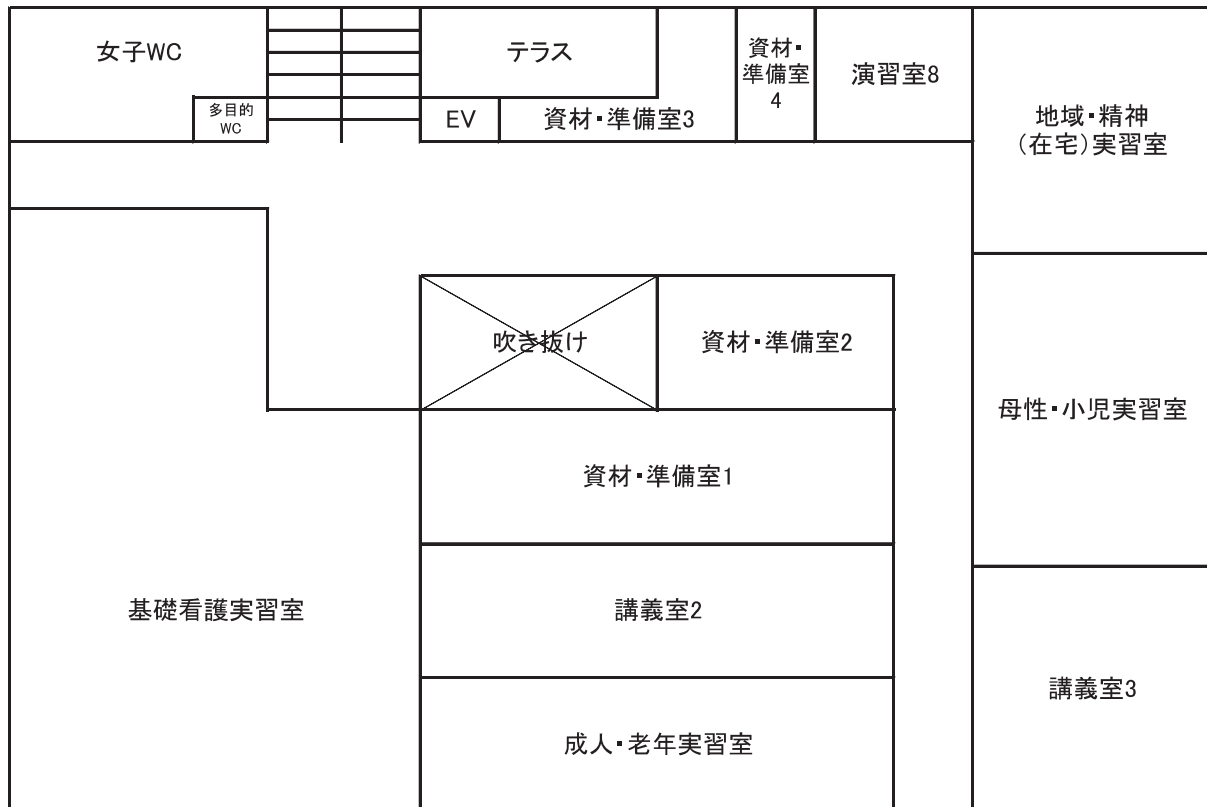 女子WC
多目的
WC
テラス
EV
資材・準備室3
資材・
準備室
4
演習室8
地域・精神
（在宅）実習室
吹き抜け
資材・準備室2
母性・小児実習室
資材・準備室1
基礎看護実習室
講義室2
講義室3
成人・老年実習室